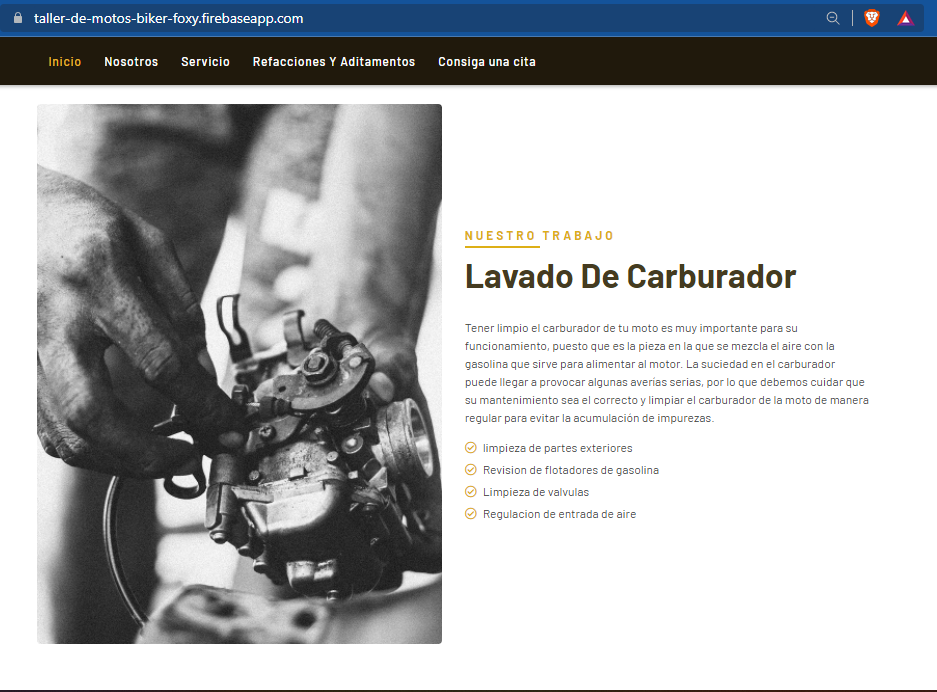 taller-de-motos-biker-foxy.firebaseapp.com
Inicio Nosotros Servicio Refacciones Y Aditamentos Consiga una cita
NUESTRO TRABAJO
Lavado De Carburador
Tener limpio el carburador de tu moto es muy importante para su
funcionamiento, puesto que es la pieza en la que se mezcla el aire con la
gasolina que sirve para alimentar al motor. La suciedad en el carburador
puede llegar a provocar algunas averías serias, por lo que debemos cuidar que
su mantenimiento sea el correcto y limpiar el carburador de la moto de manera
regular para evitar la acumulación de impurezas.
limpieza de partes exteriores
Revision de flotadores de gasolina
Limpieza de valvulas
Regulacion de entrada de aire